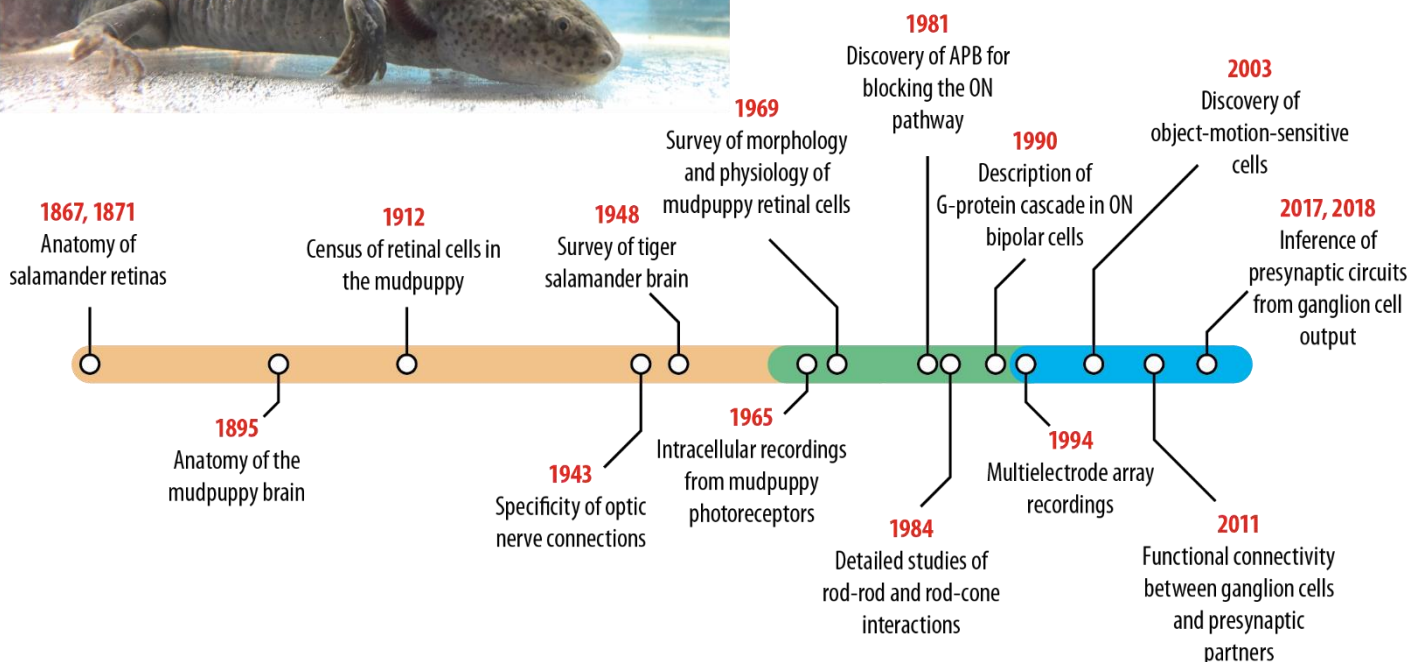 1867, 1871
Anatomy of
salamander retinas
1895
Anatomy of the
mudpuppy brain
1912
Census of retinal cells in
the mudpuppy
1943
Specificity of optic
nerve connections
1948
Survey of tiger
salamander brain
1965
Intracellular recordings
from mudpuppy
photoreceptors
1969
Survey of morphology
and physiology of
mudpuppy retinal cells
1981
Discovery of APB for
blocking the ON
pathway
1984
Detailed studies of
rod-rod and rod-cone
interactions
1990
Description of
G-protein cascade in ON
bipolar cells
1994
Multielectrode array
recordings
2003
Discovery of
object-motion-sensitive
cells
2011
Functional connectivity
between ganglion cells
and presynaptic
partners
2017, 2018
Inference of
presynaptic circuits
from ganglion cell
output